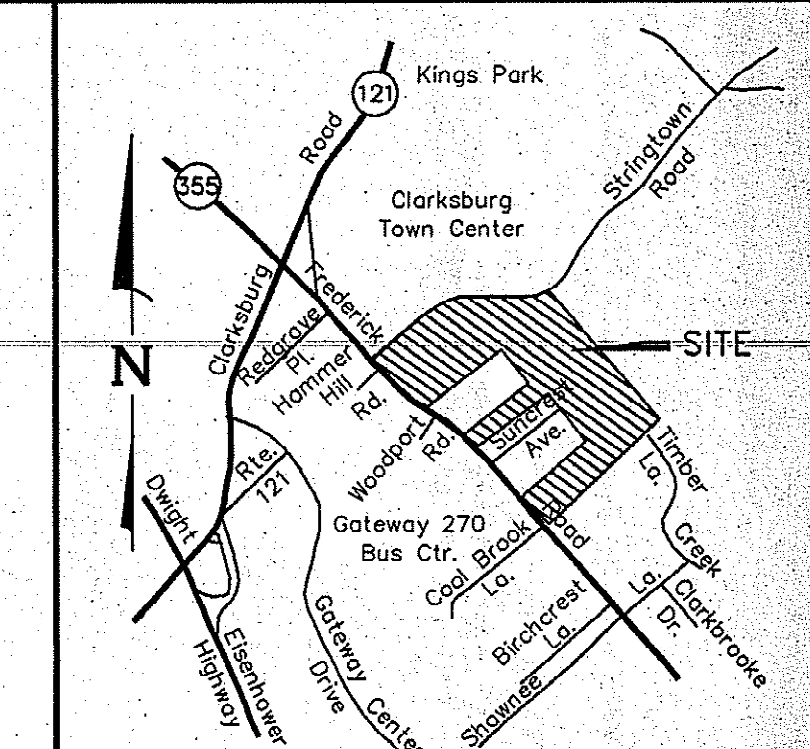 121
Kings Park
355
Clarksburg Road
Stringtown Road
Clarksburg
Town Center
Frederick Road
Redgrave
Pl.
Hammer
Hill
Rd.
N
SITE
Suncrest
Ave.
Woodport
Rd.
Timber Creek
La.
Rte.
121
Dwight Eisenhower
Highway
Gateway 270
Bus Ctr.
Cool Brook
La.
Gateway Center
Drive
Birchcrest
La.
Shawnee La.
Clarkbrooke
Dr.